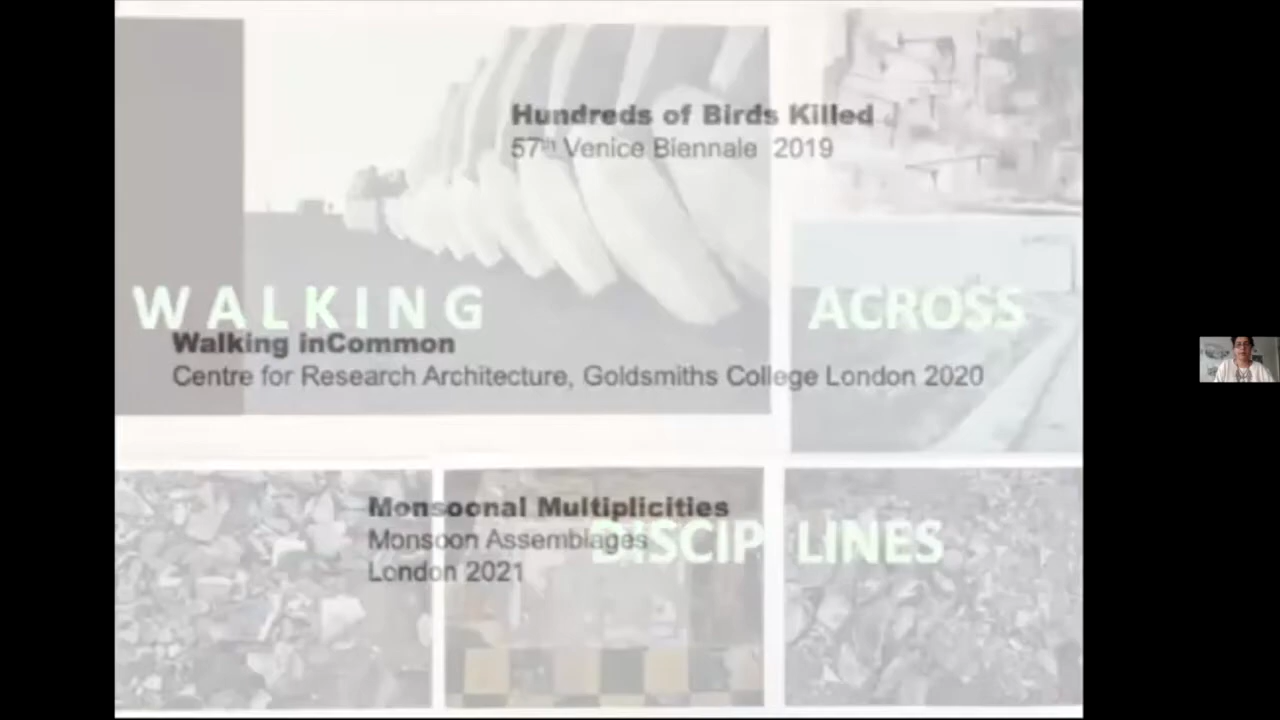 Hundreds of Birds Killed
57th Venice Biennale 2019
WALKING ACROSS
Walking inCommon
Centre for Research Architecture, Goldsmiths College London 2020
Monsoonal Multiplicities
Monsoon Assemblages
DISCIPLINES
London 2021